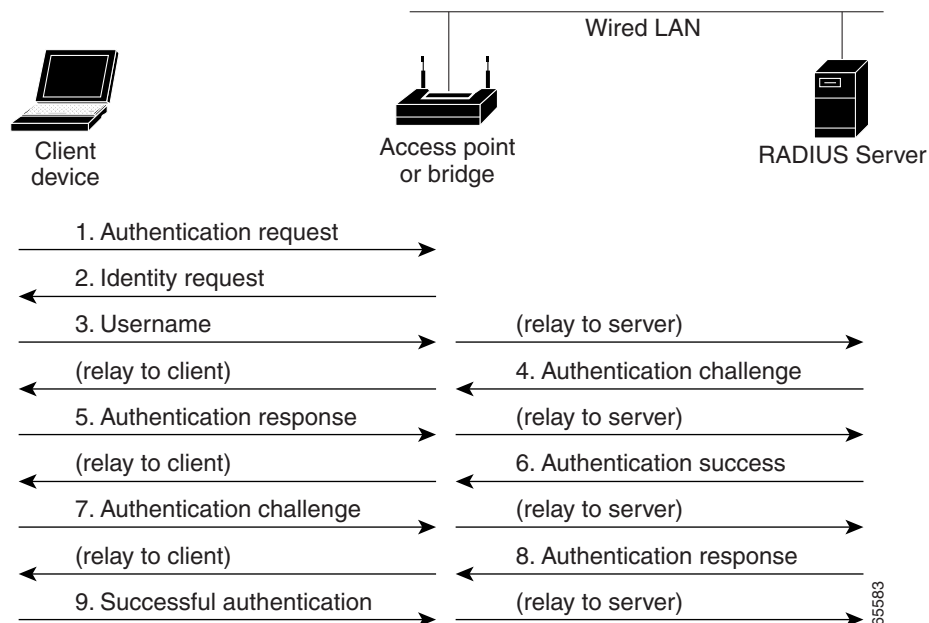 Wired LAN
Client
device
Access point
or bridge
RADIUS Server
1. Authentication request
2. Identity request
3. Username
(relay to server)
(relay to client)
4. Authentication challenge
5. Authentication response
(relay to server)
(relay to client)
6. Authentication success
7. Authentication challenge
(relay to server)
(relay to client)
8. Authentication response
9. Successful authentication
(relay to server)
65583